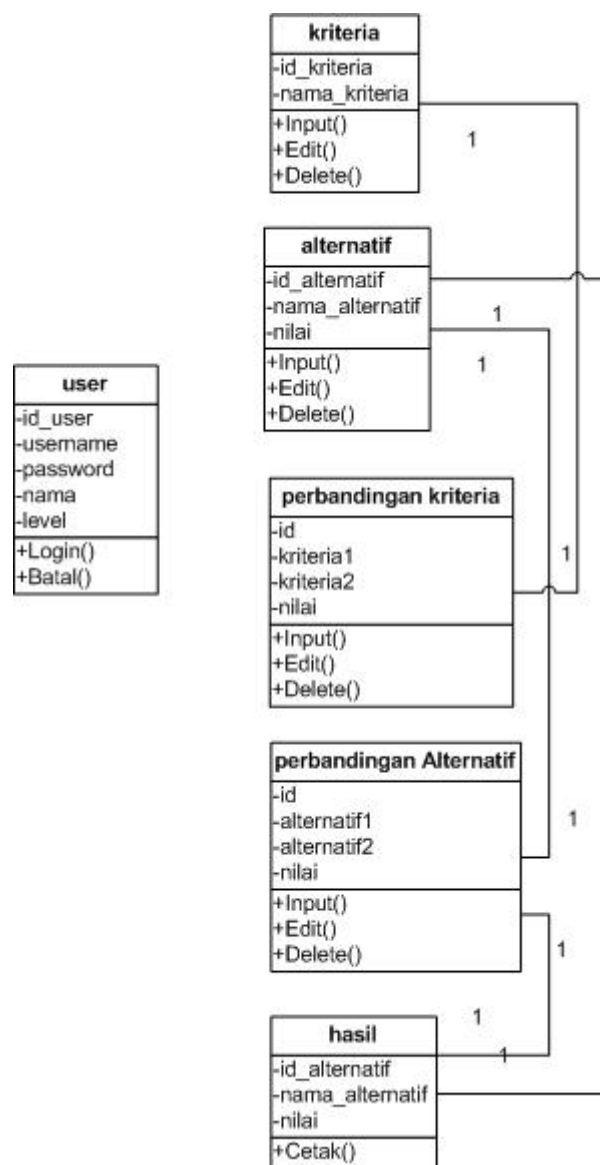 kriteria
-id_kriteria
-nama_kriteria
+Input()
+Edit()
+Delete()
1
alternatif
-id_alternatif
-nama_alternatif
-nilai
+Input()
+Edit()
+Delete()
1
1
user
-id_user
-username
-password
-nama
-level
+Login()
+Batal()
perbandingan kriteria
-id
-kriteria1
-kriteria2
-nilai
+Input()
+Edit()
+Delete()
1
perbandingan Alternatif
-id
-alternatif1
-alternatif2
-nilai
+Input()
+Edit()
+Delete()
1
1
hasil
-id_alternatif
-nama_alternatif
-nilai
+Cetak()
1
1